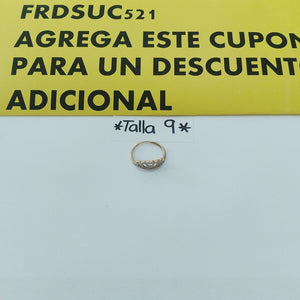 FRDSUC521
AGREGA ESTE CUPON
PARA UN DESCUENTO
ADICIONAL
*Talla 9*